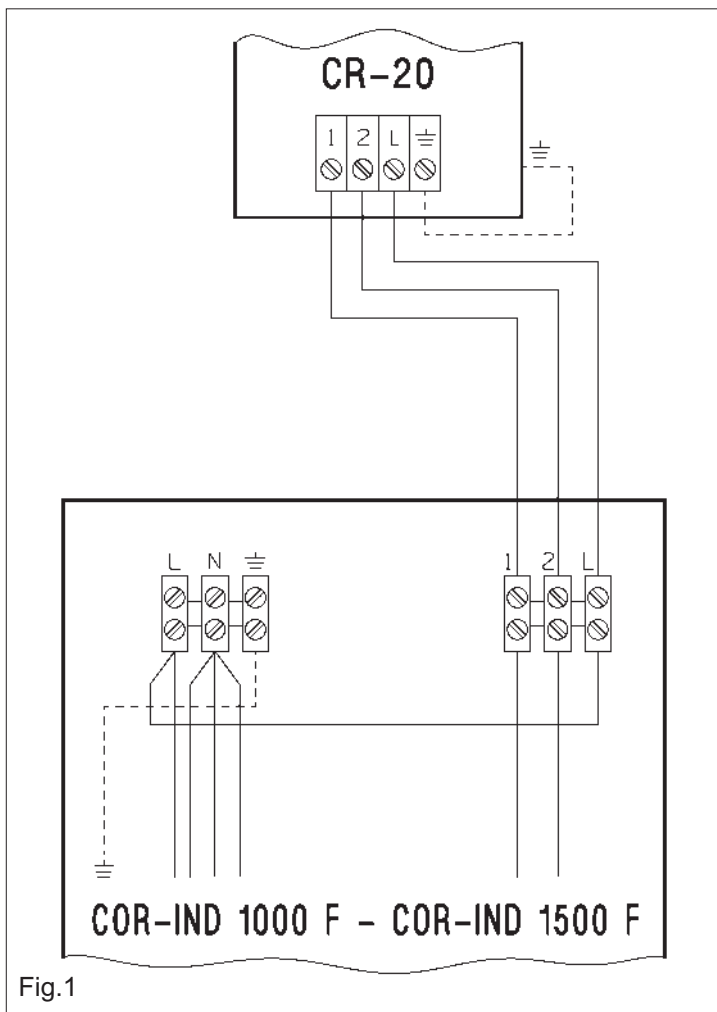 CR-20
1 2 L ⏚
⏚
L N ⏚
1 2 L
COR-IND 1000 F - COR-IND 1500 F
Fig.1